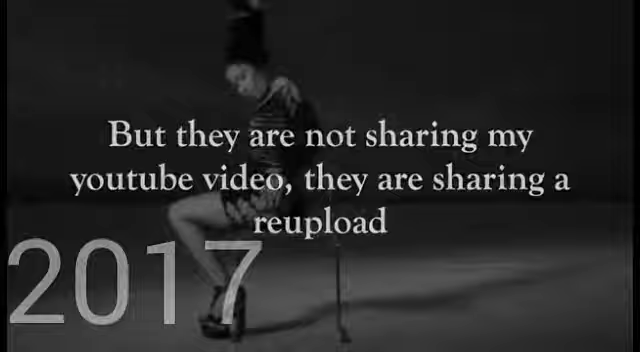 But they are not sharing my
youtube video, they are sharing a
reupload
2017